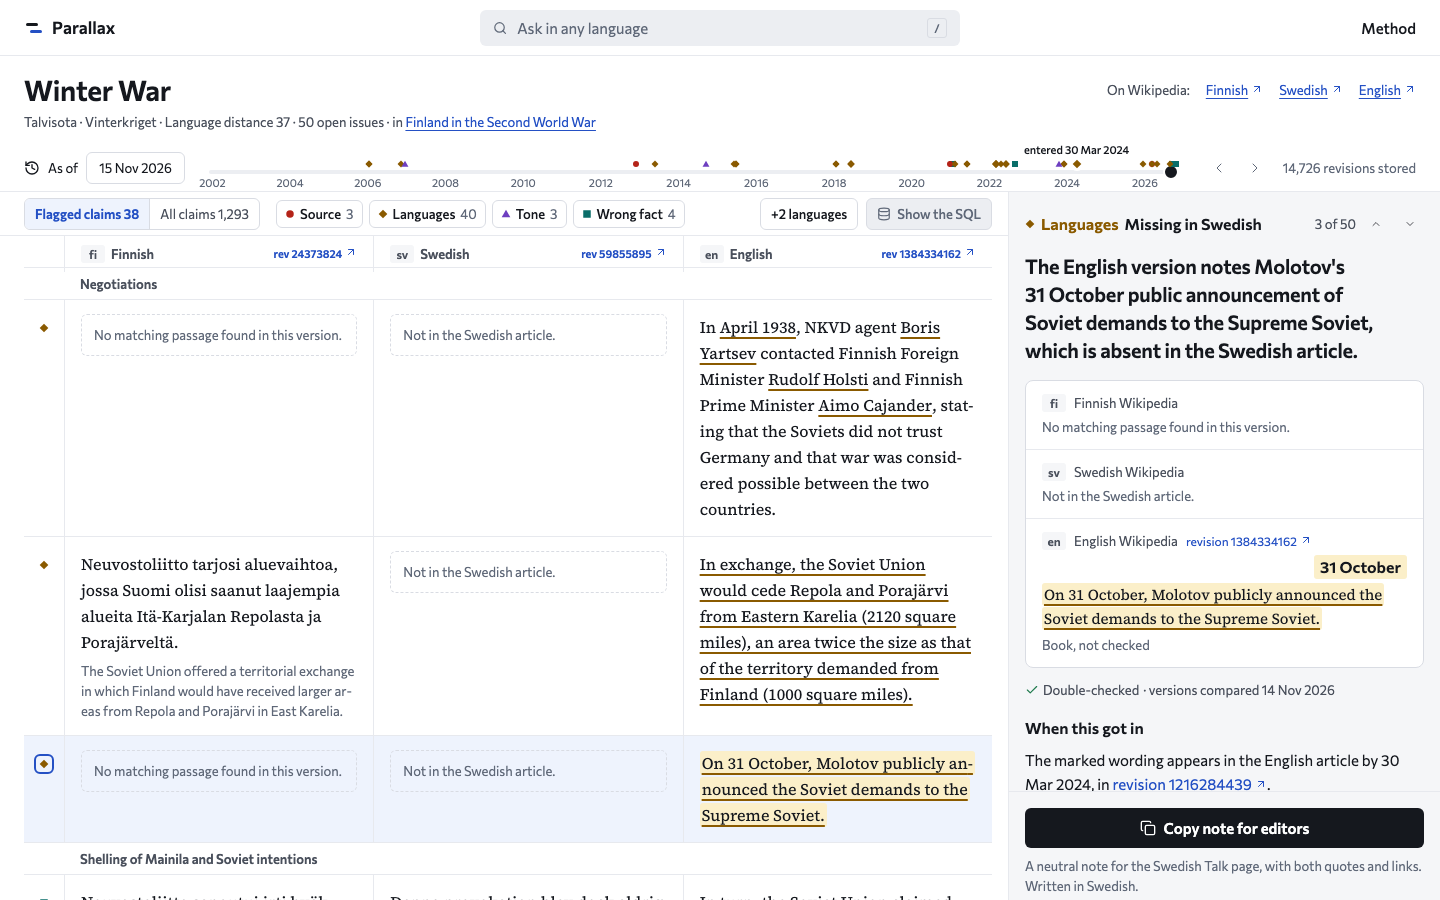 Parallax
Ask in any language
/
Method
Winter War
On Wikipedia: Finnish Swedish English
Talvisota · Vinterkriget · Language distance 37 · 50 open issues · in Finland in the Second World War
entered 30 Mar 2024
As of 15 Nov 2026
14,726 revisions stored
2002 2004 2006 2008 2010 2012 2014 2016 2018 2020 2022 2024 2026
Flagged claims 38 All claims 1,293 Source 3 Languages 40 Tone 3 Wrong fact 4 +2 languages Show the SQL
fi Finnish rev 24373824
sv Swedish rev 59855895
en English rev 1384334162
Negotiations
No matching passage found in this version.
Not in the Swedish article.
In April 1938, NKVD agent Boris
Yartsev contacted Finnish Foreign
Minister Rudolf Holsti and Finnish
Prime Minister Aimo Cajander, stat-
ing that the Soviets did not trust
Germany and that war was consid-
ered possible between the two
countries.
Neuvostoliitto tarjosi aluevaihtoa,
jossa Suomi olisi saanut laajempia
alueita Itä-Karjalan Repolasta ja
Porajärveltä.
The Soviet Union offered a territorial exchange
in which Finland would have received larger ar-
eas from Repola and Porajärvi in East Karelia.
Not in the Swedish article.
In exchange, the Soviet Union
would cede Repola and Porajärvi
from Eastern Karelia (2120 square
miles), an area twice the size as that
of the territory demanded from
Finland (1000 square miles).
No matching passage found in this version.
Not in the Swedish article.
On 31 October, Molotov publicly an-
nounced the Soviet demands to the
Supreme Soviet.
Shelling of Mainila and Soviet intentions
Languages Missing in Swedish
3 of 50
The English version notes Molotov's
31 October public announcement of
Soviet demands to the Supreme Soviet,
which is absent in the Swedish article.
fi Finnish Wikipedia
No matching passage found in this version.
sv Swedish Wikipedia
Not in the Swedish article.
en English Wikipedia revision 1384334162
31 October
On 31 October, Molotov publicly announced the
Soviet demands to the Supreme Soviet.
Book, not checked
Double-checked · versions compared 14 Nov 2026
When this got in
The marked wording appears in the English article by 30
Mar 2024, in revision 1216284439 .
Copy note for editors
A neutral note for the Swedish Talk page, with both quotes and links.
Written in Swedish.